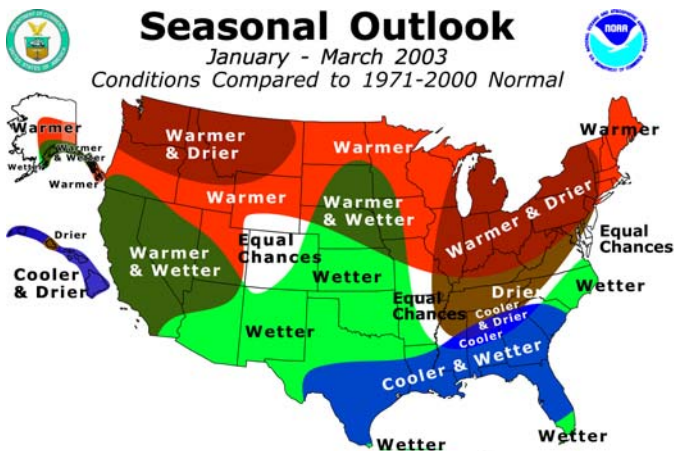 Seasonal Outlook
January - March 2003
Conditions Compared to 1971-2000 Normal
NOAA
Warmer
Warmer
& Wetter
Wetter
Warmer
Drier
Cooler
& Drier
Warmer
& Drier
Warmer
Warmer
Warmer
Warmer
& Wetter
Warmer
& Wetter
Equal
Chances
Wetter
Wetter
Equal
Chances
Warmer & Drier
Equal
Chances
Drier
Wetter
Cooler
& Drier
Cooler
Cooler & Wetter
Wetter
Wetter